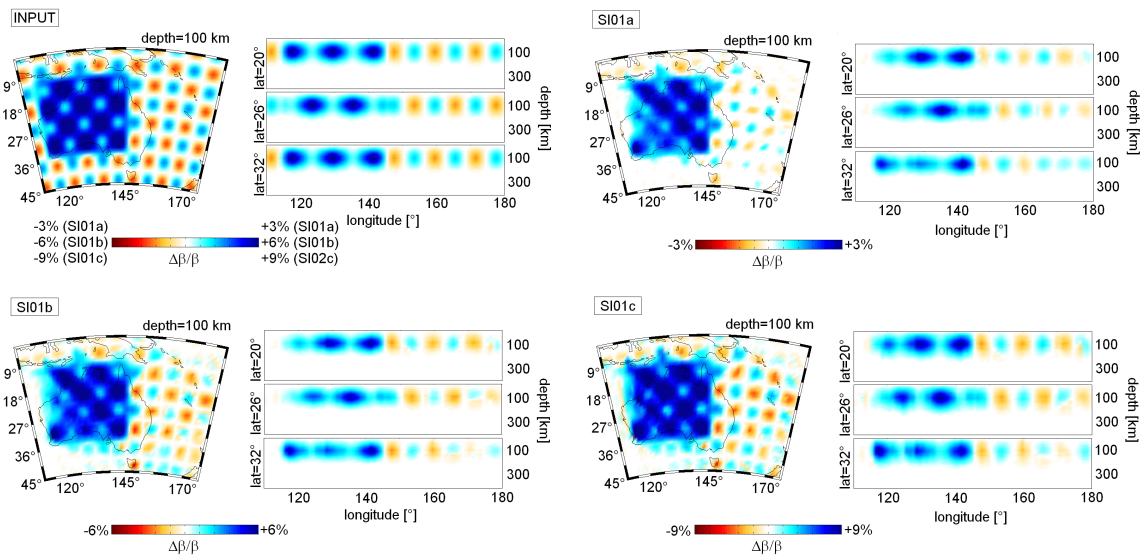 INPUT
depth=100 km
9°
18°
27°
36°
45°
120°
145°
170°
lat=20°
lat=26°
lat=32°
100
300
100
300
100
300
depth [km]
120 140 160 180
longitude [°]
-3% (SI01a) +3% (SI01a)
-6% (SI01b) +6% (SI01b)
-9% (SI01c) +9% (SI02c)
Δβ/β
SI01a
depth=100 km
9°
18°
27°
36°
45°
120°
145°
170°
lat=20°
lat=26°
lat=32°
100
300
100
300
100
300
depth [km]
120 140 160 180
longitude [°]
-3% +3%
Δβ/β
SI01b
depth=100 km
9°
18°
27°
36°
45°
120°
145°
170°
lat=20°
lat=26°
lat=32°
100
300
100
300
100
300
depth [km]
120 140 160 180
longitude [°]
-6% +6%
Δβ/β
SI01c
depth=100 km
9°
18°
27°
36°
45°
120°
145°
170°
lat=20°
lat=26°
lat=32°
100
300
100
300
100
300
depth [km]
120 140 160 180
longitude [°]
-9% +9%
Δβ/β